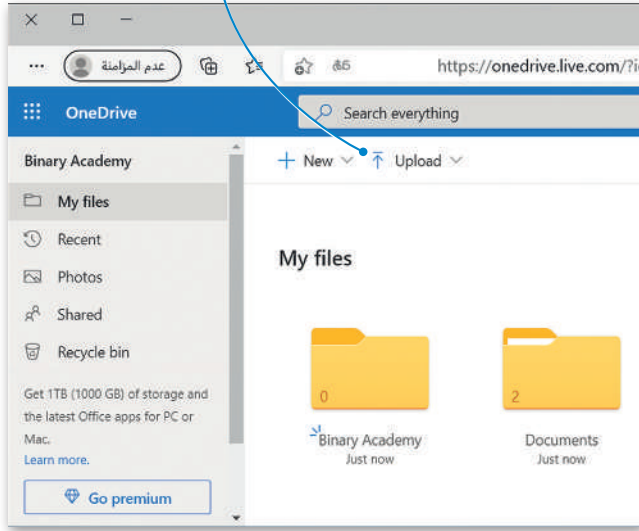 عدم المزامنة
https://onedrive.live.com/?i
OneDrive
Search everything
Binary Academy
New
Upload
My files
Recent
Photos
Shared
Recycle bin
Get 1TB (1000 GB) of storage and
the latest Office apps for PC or
Mac.
Learn more.
Go premium
My files
0
Binary Academy
Just now
2
Documents
Just now